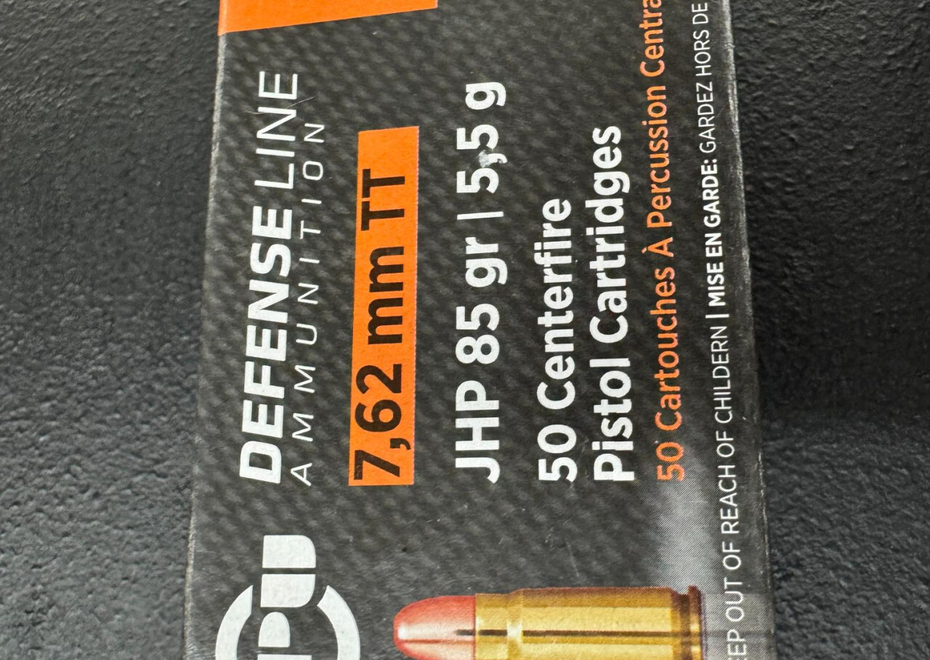 DEFENSE LINE
AMMUNITION
7,62 mm TT
JHP 85 gr | 5,5 g
50 Centerfire
Pistol Cartridges
50 Cartouches À Percussion
OUT OF REACH OF CHILDERN | MISE EN GARDE: GARDEZ HORS DE